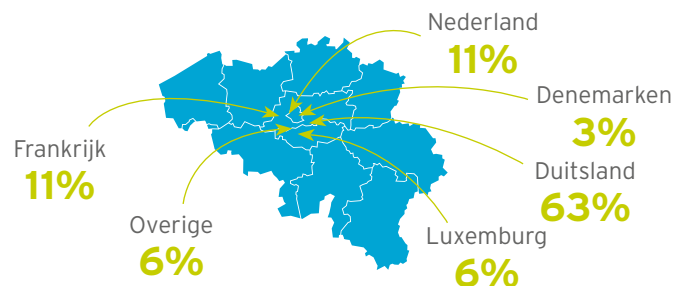 Nederland
11%
Denemarken
3%
Frankrijk
11%
Duitsland
63%
Overige
6%
Luxemburg
6%